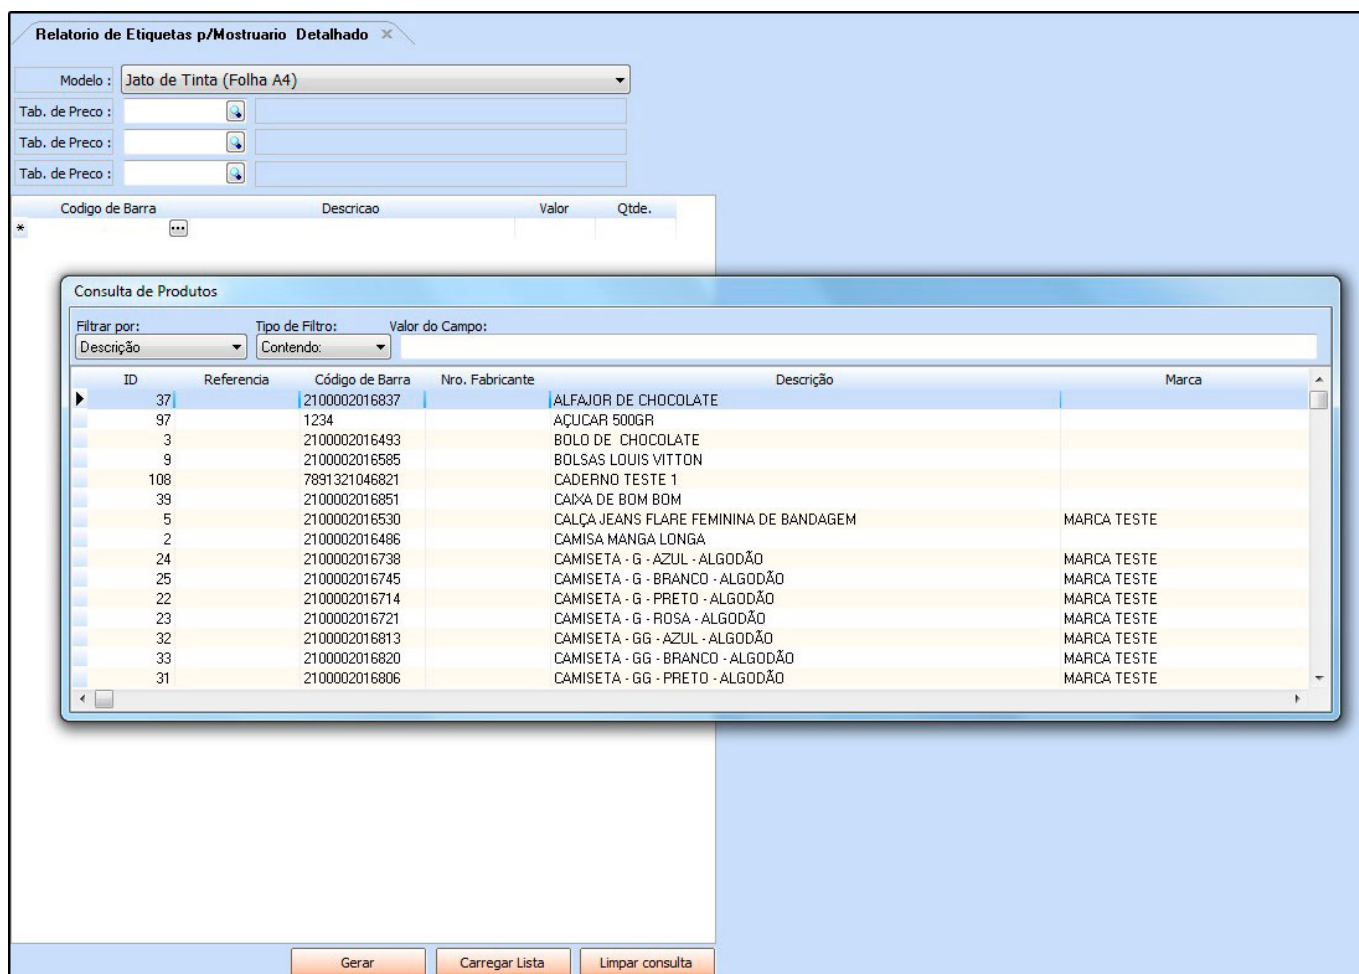 Relatorio de Etiquetas p/Mostruario Detalhado
Modelo : Jato de Tinta (Folha A4)
Tab. de Preco :
Tab. de Preco :
Tab. de Preco :
Codigo de Barra Descricao Valor Qtde.
*
Consulta de Produtos
Filtrar por: Tipo de Filtro: Valor do Campo:
Descrição Contendo:
ID Referencia Código de Barra Nro. Fabricante Descrição Marca
37 2100002016837 ALFAJOR DE CHOCOLATE
97 1234 AÇUCAR 500GR
3 2100002016493 BOLO DE CHOCOLATE
9 2100002016585 BOLSAS LOUIS VITTON
108 7891321046821 CADERNO TESTE 1
39 2100002016851 CAIXA DE BOM BOM
5 2100002016530 CALÇA JEANS FLARE FEMININA DE BANDAGEM MARCA TESTE
2 2100002016486 CAMISA MANGA LONGA
24 2100002016738 CAMISETA - G - AZUL - ALGODÃO MARCA TESTE
25 2100002016745 CAMISETA - G - BRANCO - ALGODÃO MARCA TESTE
22 2100002016714 CAMISETA - G - PRETO - ALGODÃO MARCA TESTE
23 2100002016721 CAMISETA - G - ROSA - ALGODÃO MARCA TESTE
32 2100002016813 CAMISETA - GG - AZUL - ALGODÃO MARCA TESTE
33 2100002016820 CAMISETA - GG - BRANCO - ALGODÃO MARCA TESTE
31 2100002016806 CAMISETA - GG - PRETO - ALGODÃO MARCA TESTE
Gerar Carregar Lista Limpar consulta